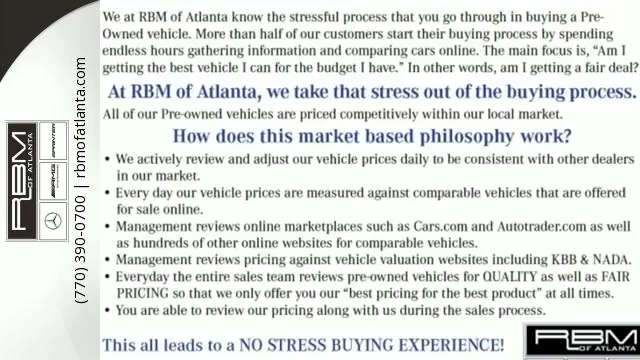 We at RBM of Atlanta know the stressful process that you go through in buying a Pre-
Owned vehicle. More than half of our customers start their buying process by spending
endless hours gathering information and comparing cars online. The main focus is, “Am I
getting the best vehicle I can for the budget I have.” In other words, am I getting a fair deal?
At RBM of Atlanta, we take that stress out of the buying process.
All of our Pre-owned vehicles are priced competitively within our local market.
How does this market based philosophy work?
• We actively review and adjust our vehicle prices daily to be consistent with other dealers
in our market.
• Every day our vehicle prices are measured against comparable vehicles that are offered
for sale online.
• Management reviews online marketplaces such as Cars.com and Autotrader.com as well
as hundreds of other online websites for comparable vehicles.
• Management reviews pricing against vehicle valuation websites including KBB & NADA.
• Everyday the entire sales team reviews pre-owned vehicles for QUALITY as well as FAIR
PRICING so that we only offer you our “best pricing for the best product” at all times.
• You are able to review our pricing along with us during the sales process.
This all leads to a NO STRESS BUYING EXPERIENCE!
RBM
OF ATLANTA
(770) 390-0700 | rbmofatlanta.com
RBM
OF ATLANTA
SPRINTER
AMG